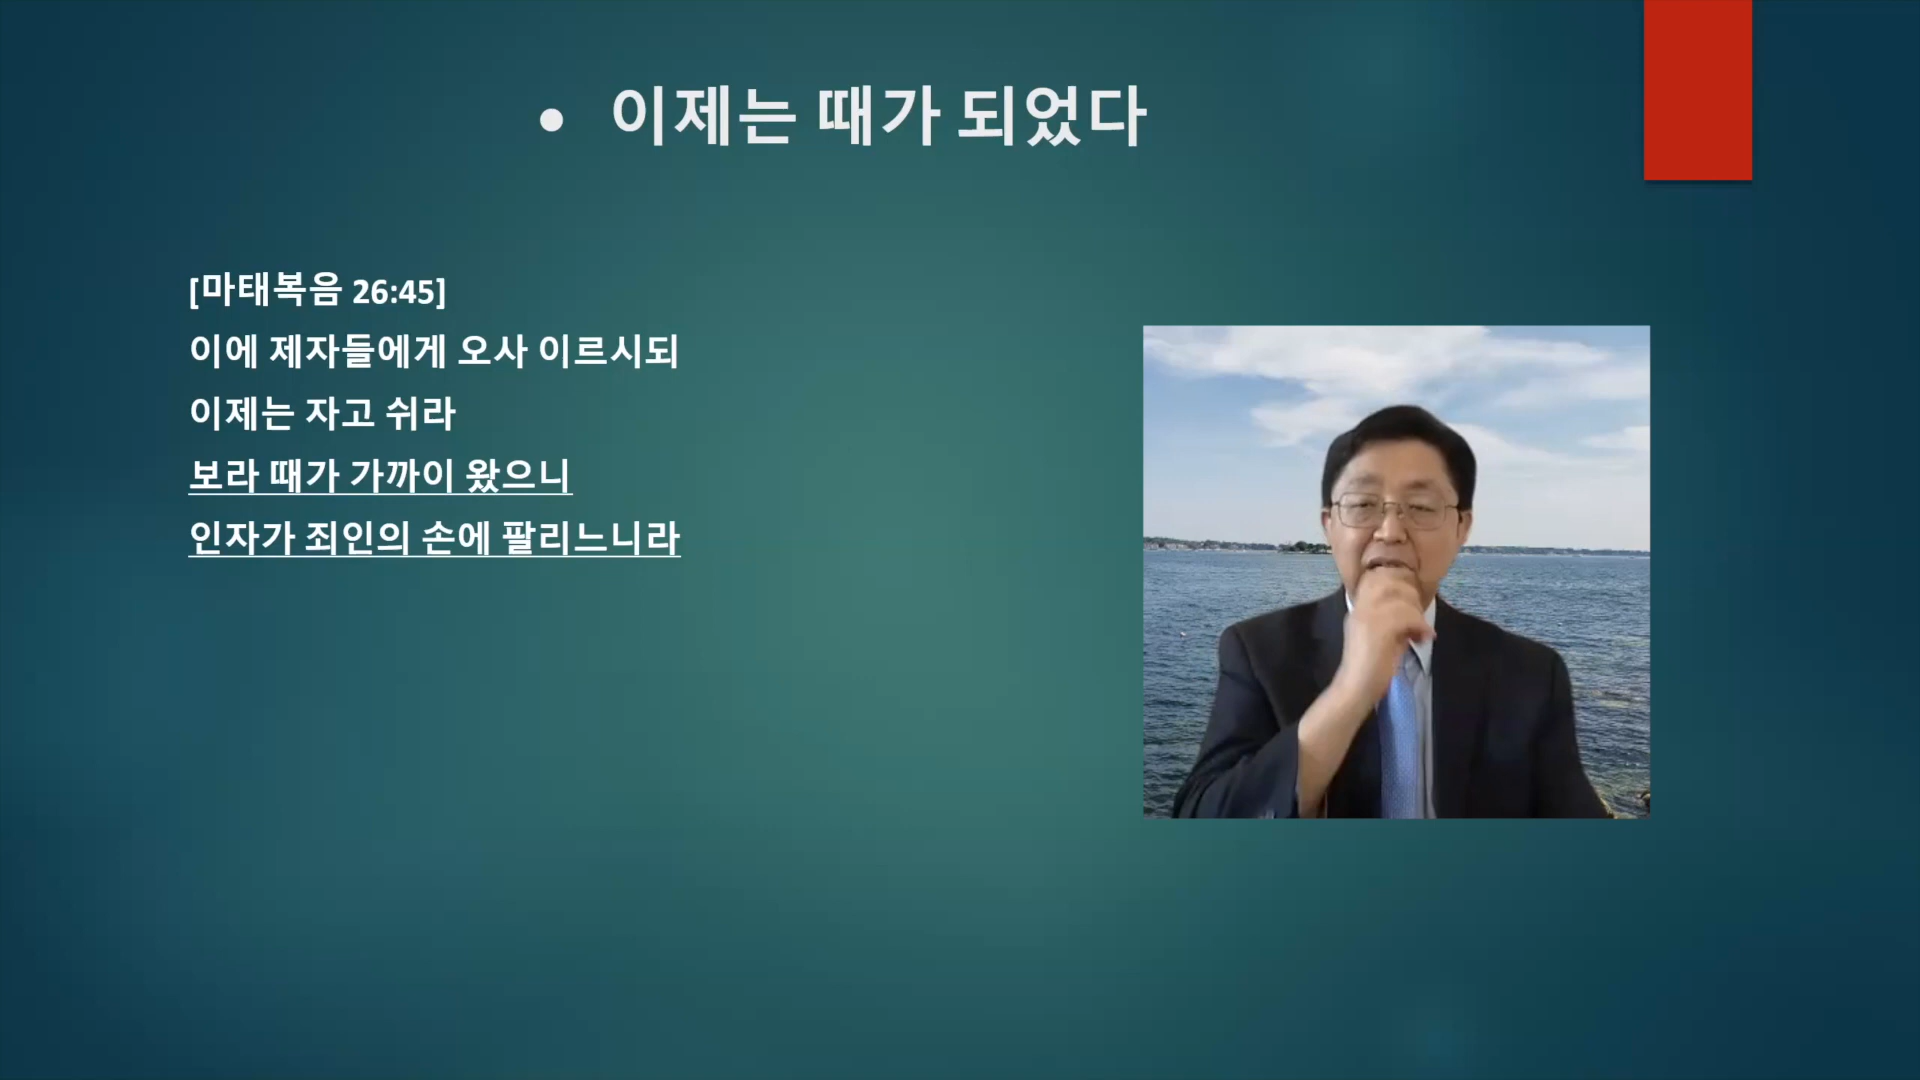 • 이제는 때가 되었다
[마태복음 26:45]
이에 제자들에게 오사 이르시되
이제는 자고 쉬라
보라 때가 가까이 왔으니
인자가 죄인의 손에 팔리느니라